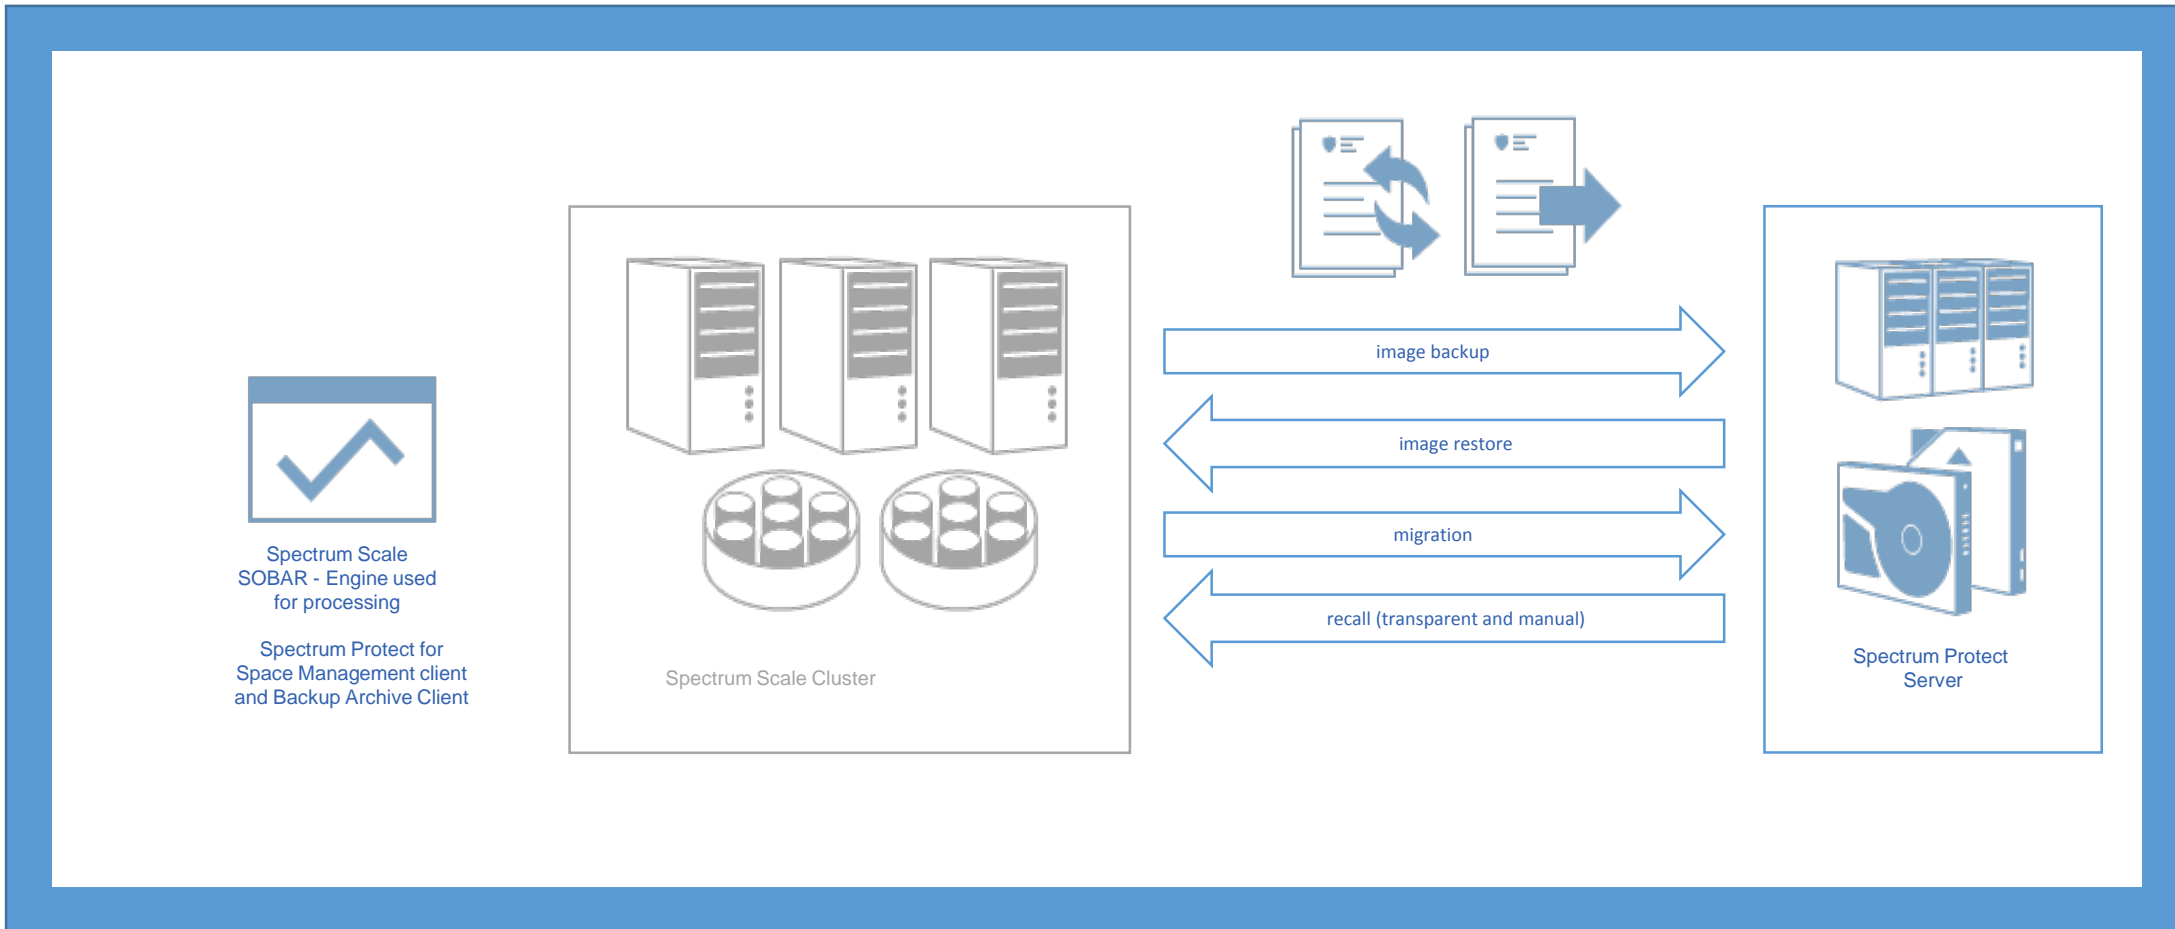 Spectrum Scale
SOBAR - Engine used
for processing
Spectrum Protect for
Space Management client
and Backup Archive Client
Spectrum Scale Cluster
image backup
image restore
migration
recall (transparent and manual)
Spectrum Protect
Server